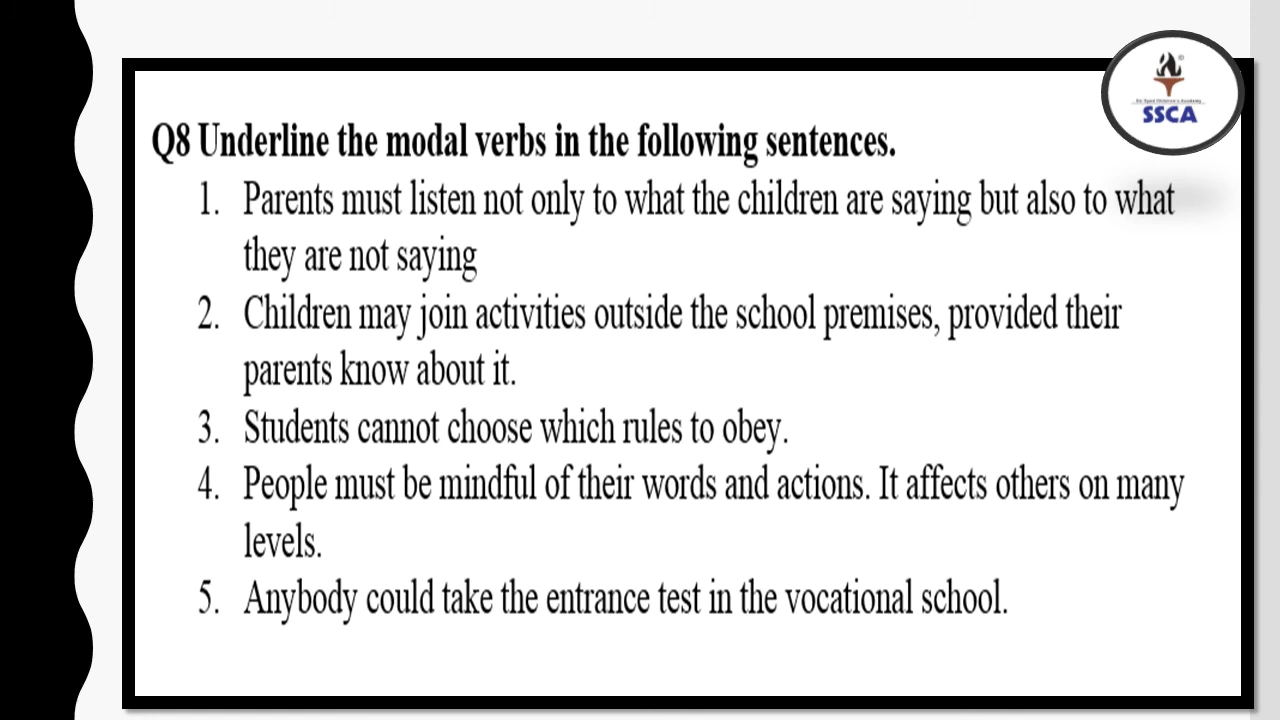 SSCA
Q8 Underline the modal verbs in the following sentences.
1. Parents must listen not only to what the children are saying but also to what
they are not saying
2. Children may join activities outside the school premises, provided their
parents know about it.
3. Students cannot choose which rules to obey.
4. People must be mindful of their words and actions. It affects others on many
levels.
5. Anybody could take the entrance test in the vocational school.